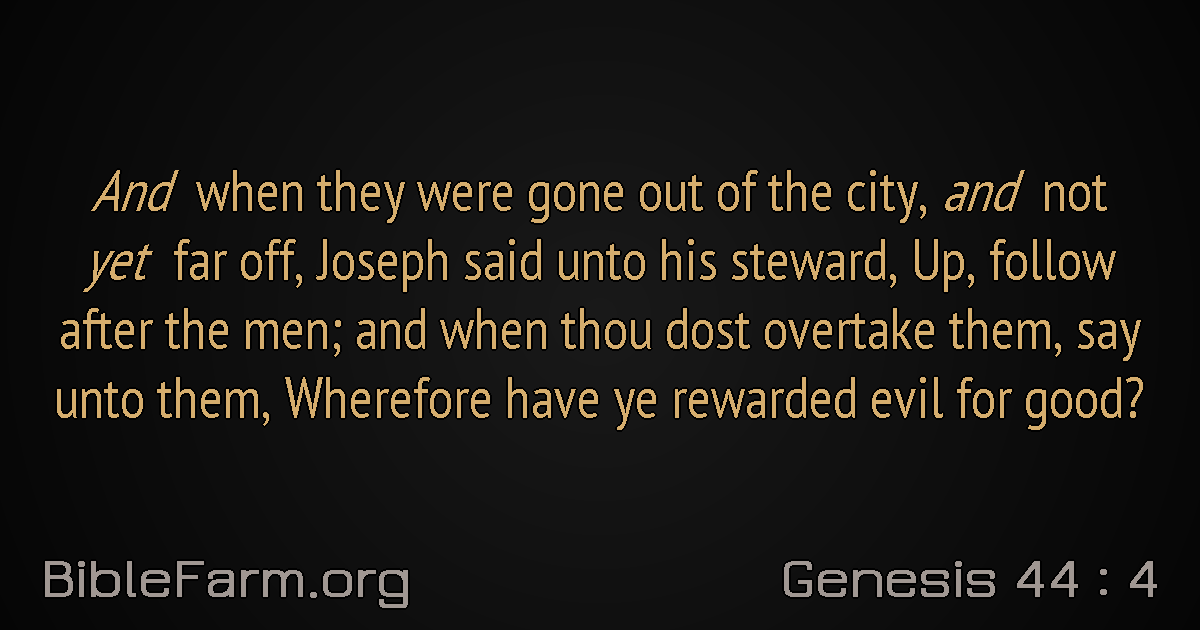 And when they were gone out of the city, and not
yet far off, Joseph said unto his steward, Up, follow
after the men; and when thou dost overtake them, say
unto them, Wherefore have ye rewarded evil for good?
BibleFarm.org
Genesis 44 : 4